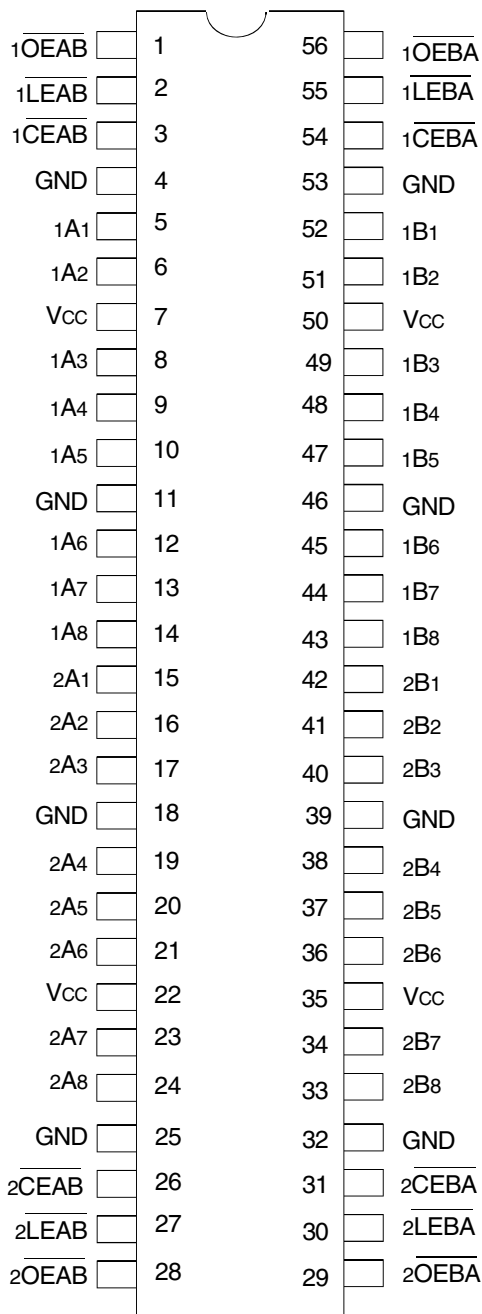 1OEAB 1 56 1OEBA
1LEAB 2 55 1LEBA
1CEAB 3 54 1CEBA
GND 4 53 GND
1A1 5 52 1B1
1A2 6 51 1B2
VCC 7 50 VCC
1A3 8 49 1B3
1A4 9 48 1B4
1A5 10 47 1B5
GND 11 46 GND
1A6 12 45 1B6
1A7 13 44 1B7
1A8 14 43 1B8
2A1 15 42 2B1
2A2 16 41 2B2
2A3 17 40 2B3
GND 18 39 GND
2A4 19 38 2B4
2A5 20 37 2B5
2A6 21 36 2B6
VCC 22 35 VCC
2A7 23 34 2B7
2A8 24 33 2B8
GND 25 32 GND
2CEAB 26 31 2CEBA
2LEAB 27 30 2LEBA
2OEAB 28 29 2OEBA